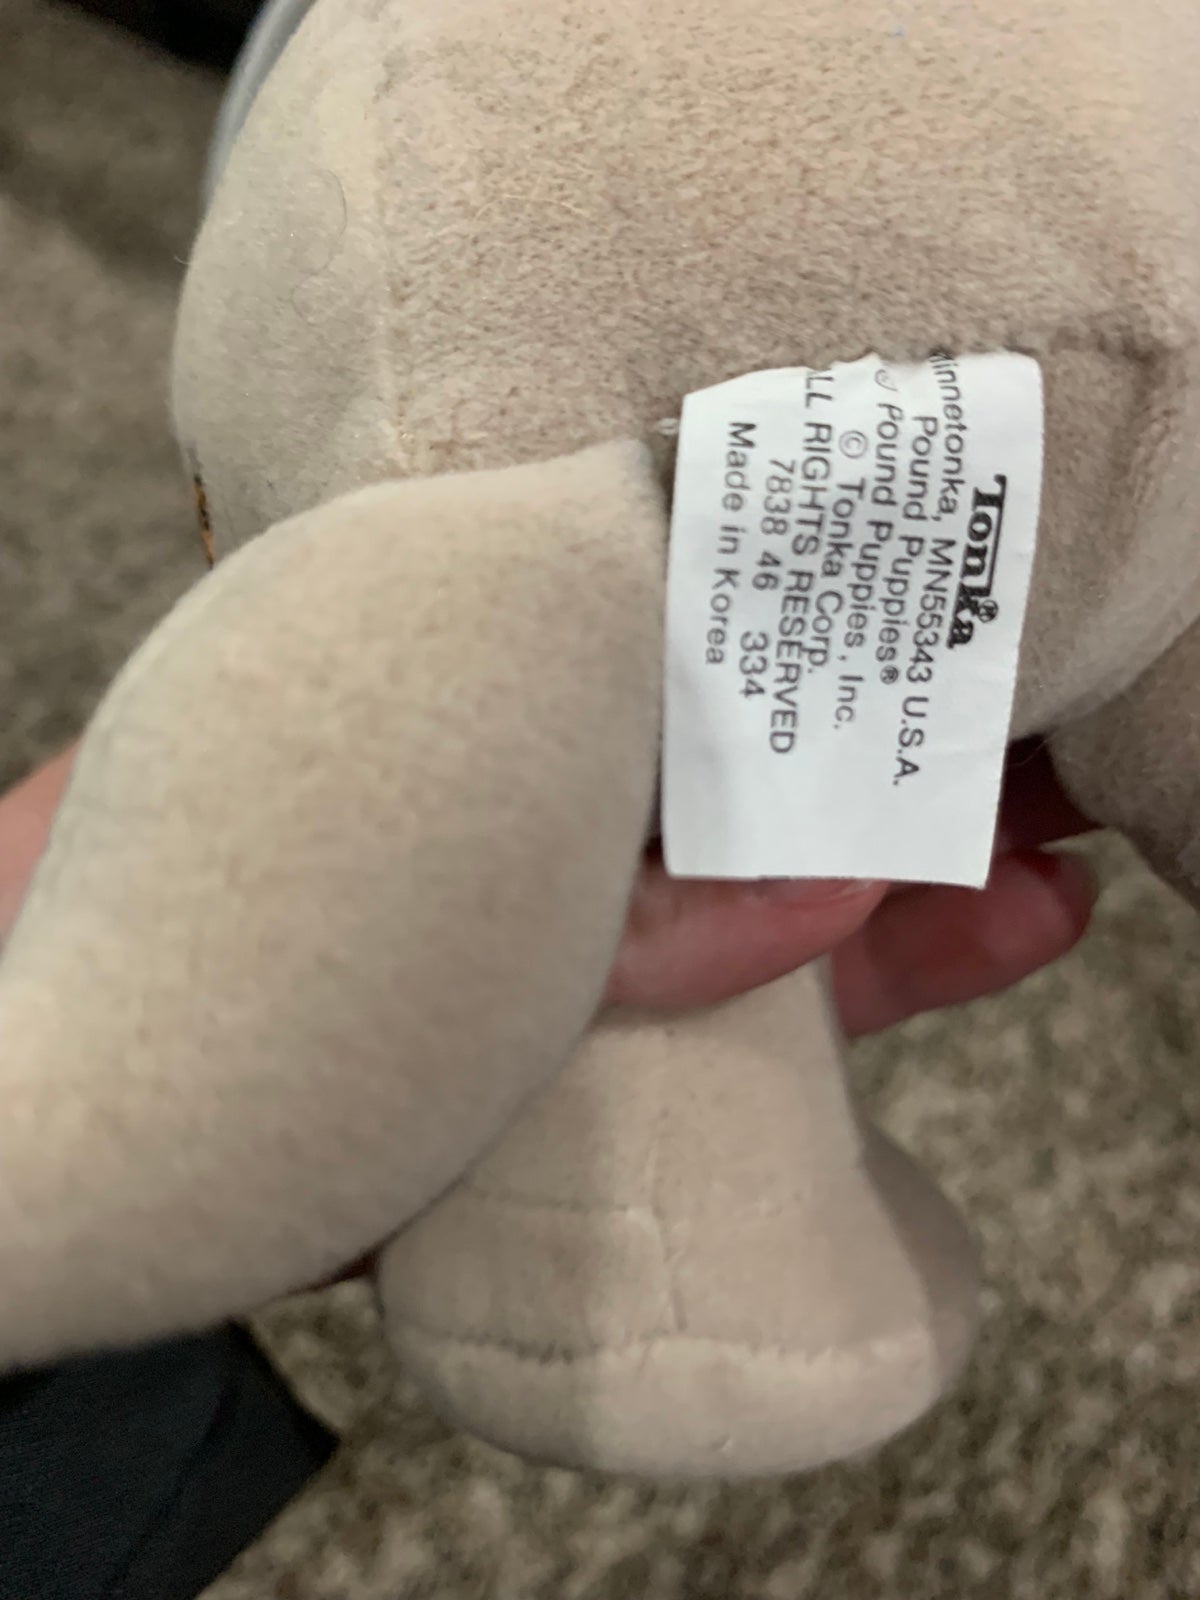 Tonka®
Minnetonka, MN55343 U.S.A.
Pound Puppies®
Pound Puppies, Inc.
© Tonka Corp.
ALL RIGHTS RESERVED
7838 46 334
Made in Korea